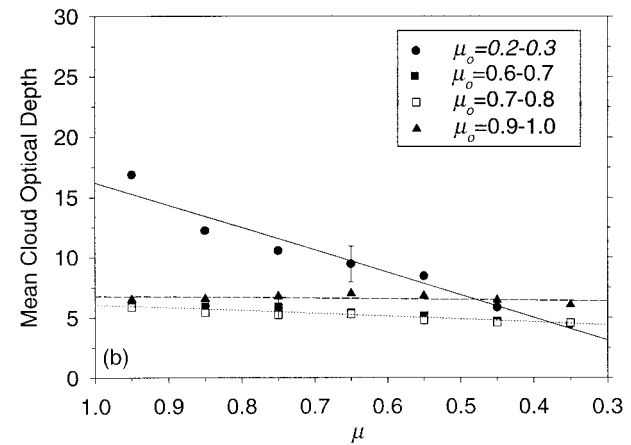 30
25
20
15
10
5
0
Mean Cloud Optical Depth
μo=0.2-0.3
μo=0.6-0.7
μo=0.7-0.8
μo=0.9-1.0
(b)
1.0 0.9 0.8 0.7 0.6 0.5 0.4 0.3
μ